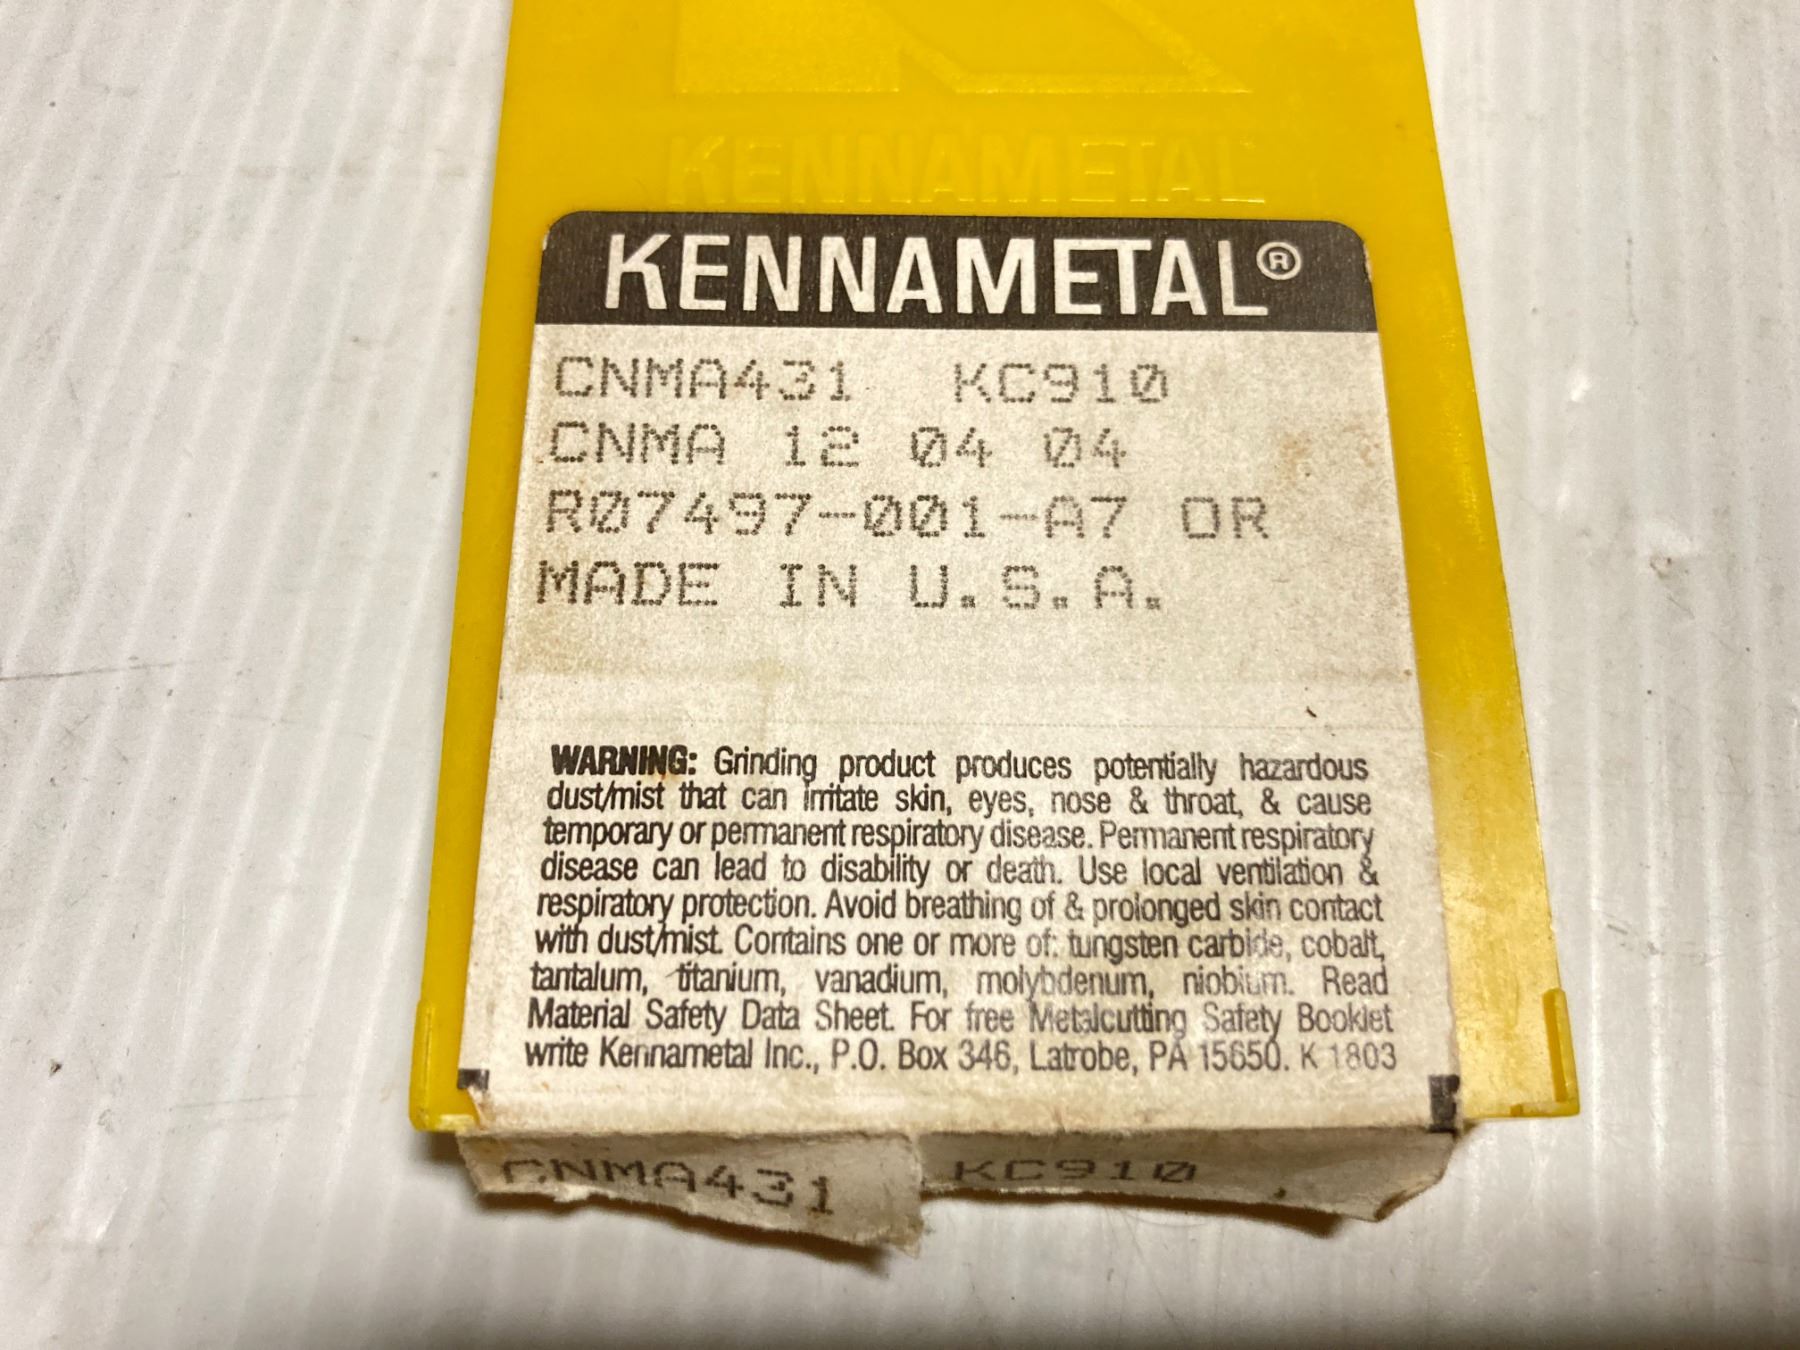 KENNAMETAL
KENNAMETAL®
CNMA431 KC910
CNMA 12 04 04
R07497-001-A7 OR
MADE IN U.S.A.
WARNING: Grinding product produces potentially hazardous
dust/mist that can irritate skin, eyes, nose & throat, & cause
temporary or permanent respiratory disease. Permanent respiratory
disease can lead to disability or death. Use local ventilation &
respiratory protection. Avoid breathing of & prolonged skin contact
with dust/mist. Contains one or more of: tungsten carbide, cobalt,
tantalum, titanium, vanadium, molybdenum, niobium. Read
Material Safety Data Sheet. For free Metalcutting Safety Booklet
write Kennametal Inc., P.O. Box 346, Latrobe, PA 15650. K 1803
CNMA431 KC910